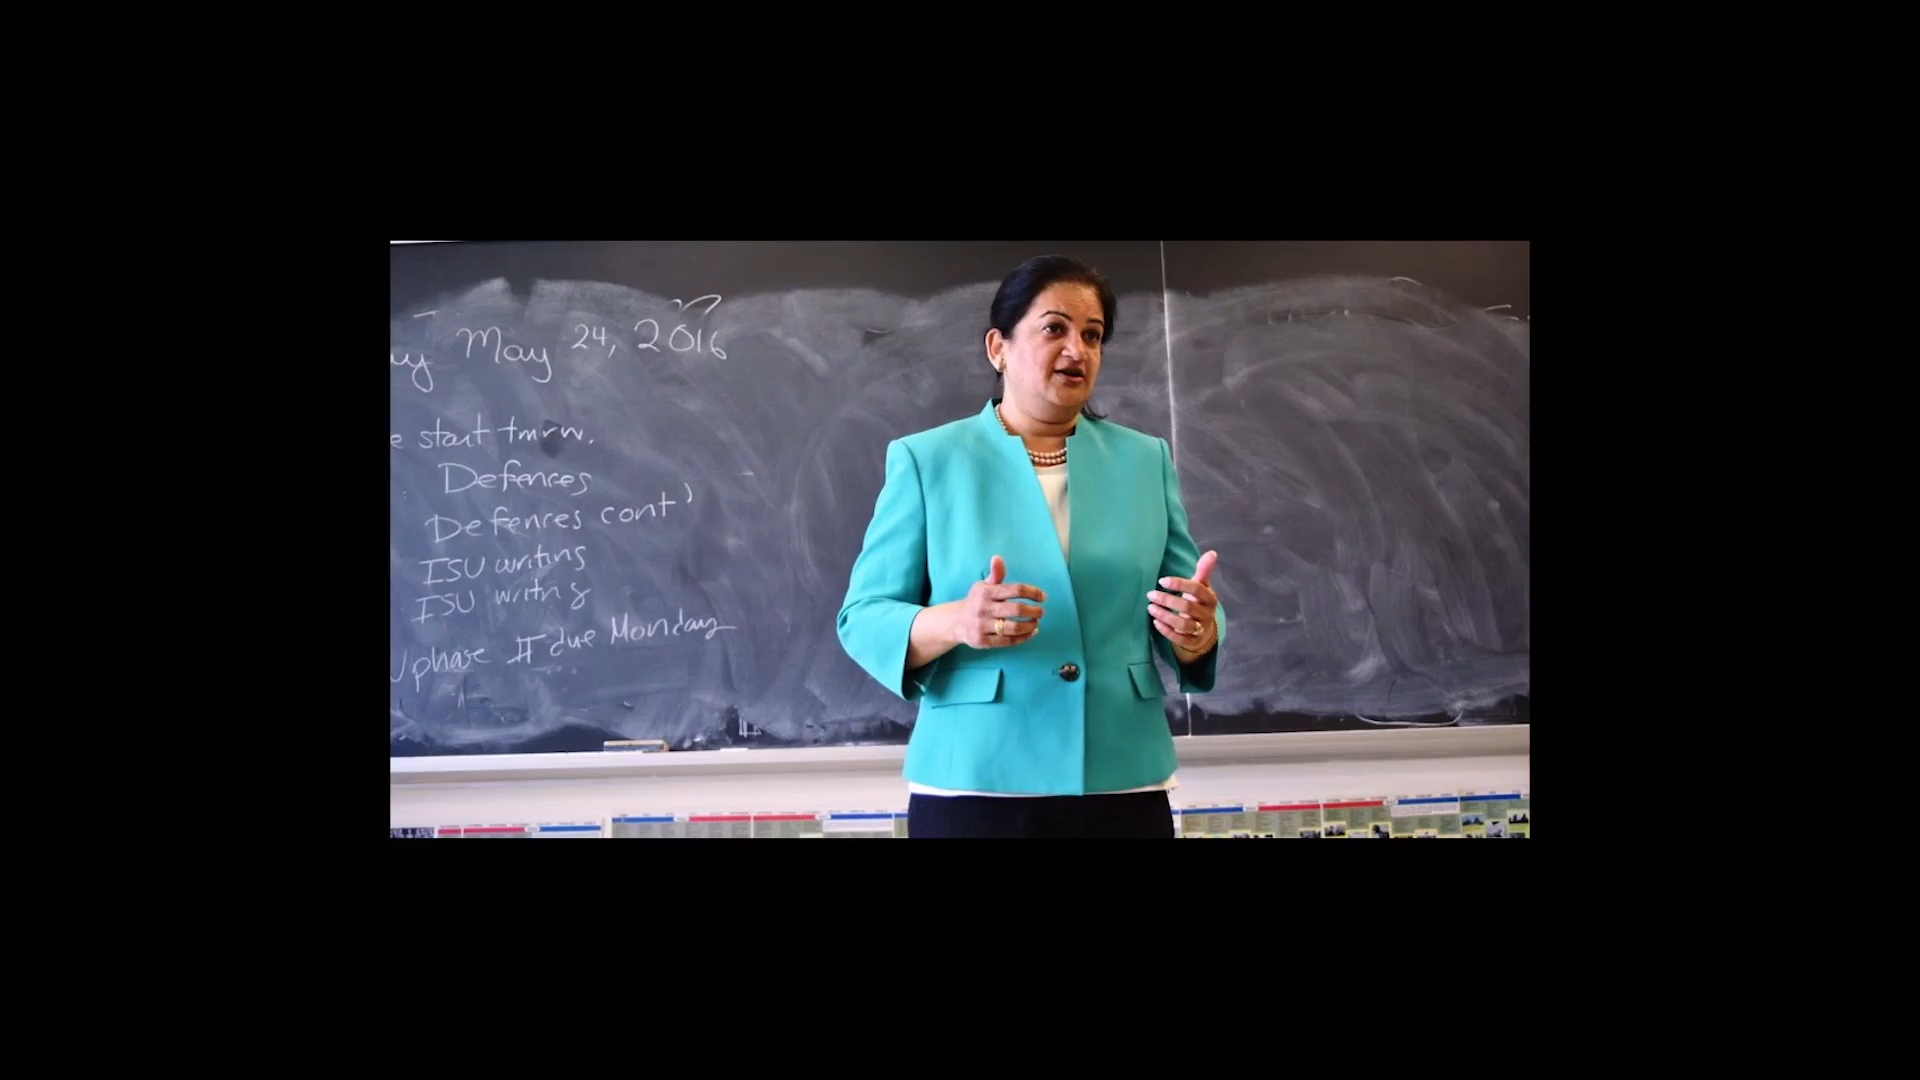 May 24, 2016
start tmrw.
Defences
Defences cont'
ISU writing
ISU writing
phase II due Monday